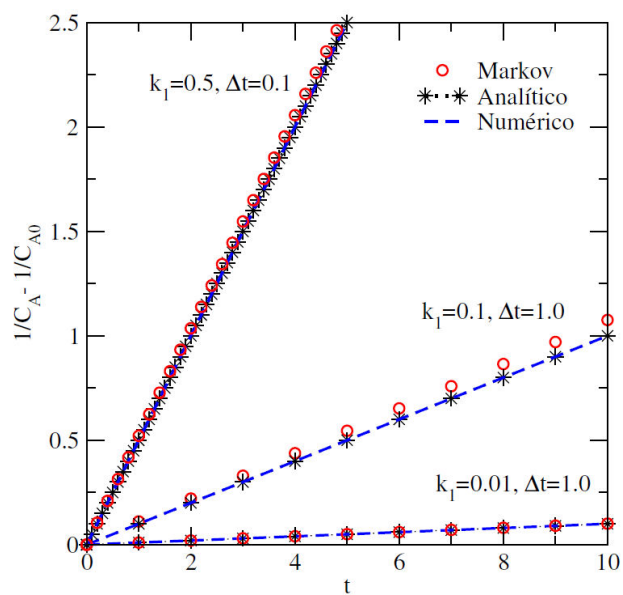 2.5
2
1.5
1
0.5
0
1/C_A - 1/C_A0
k_1=0.5, Δt=0.1
Markov
Analítico
Numérico
k_1=0.1, Δt=1.0
k_1=0.01, Δt=1.0
0 2 4 6 8 10
t